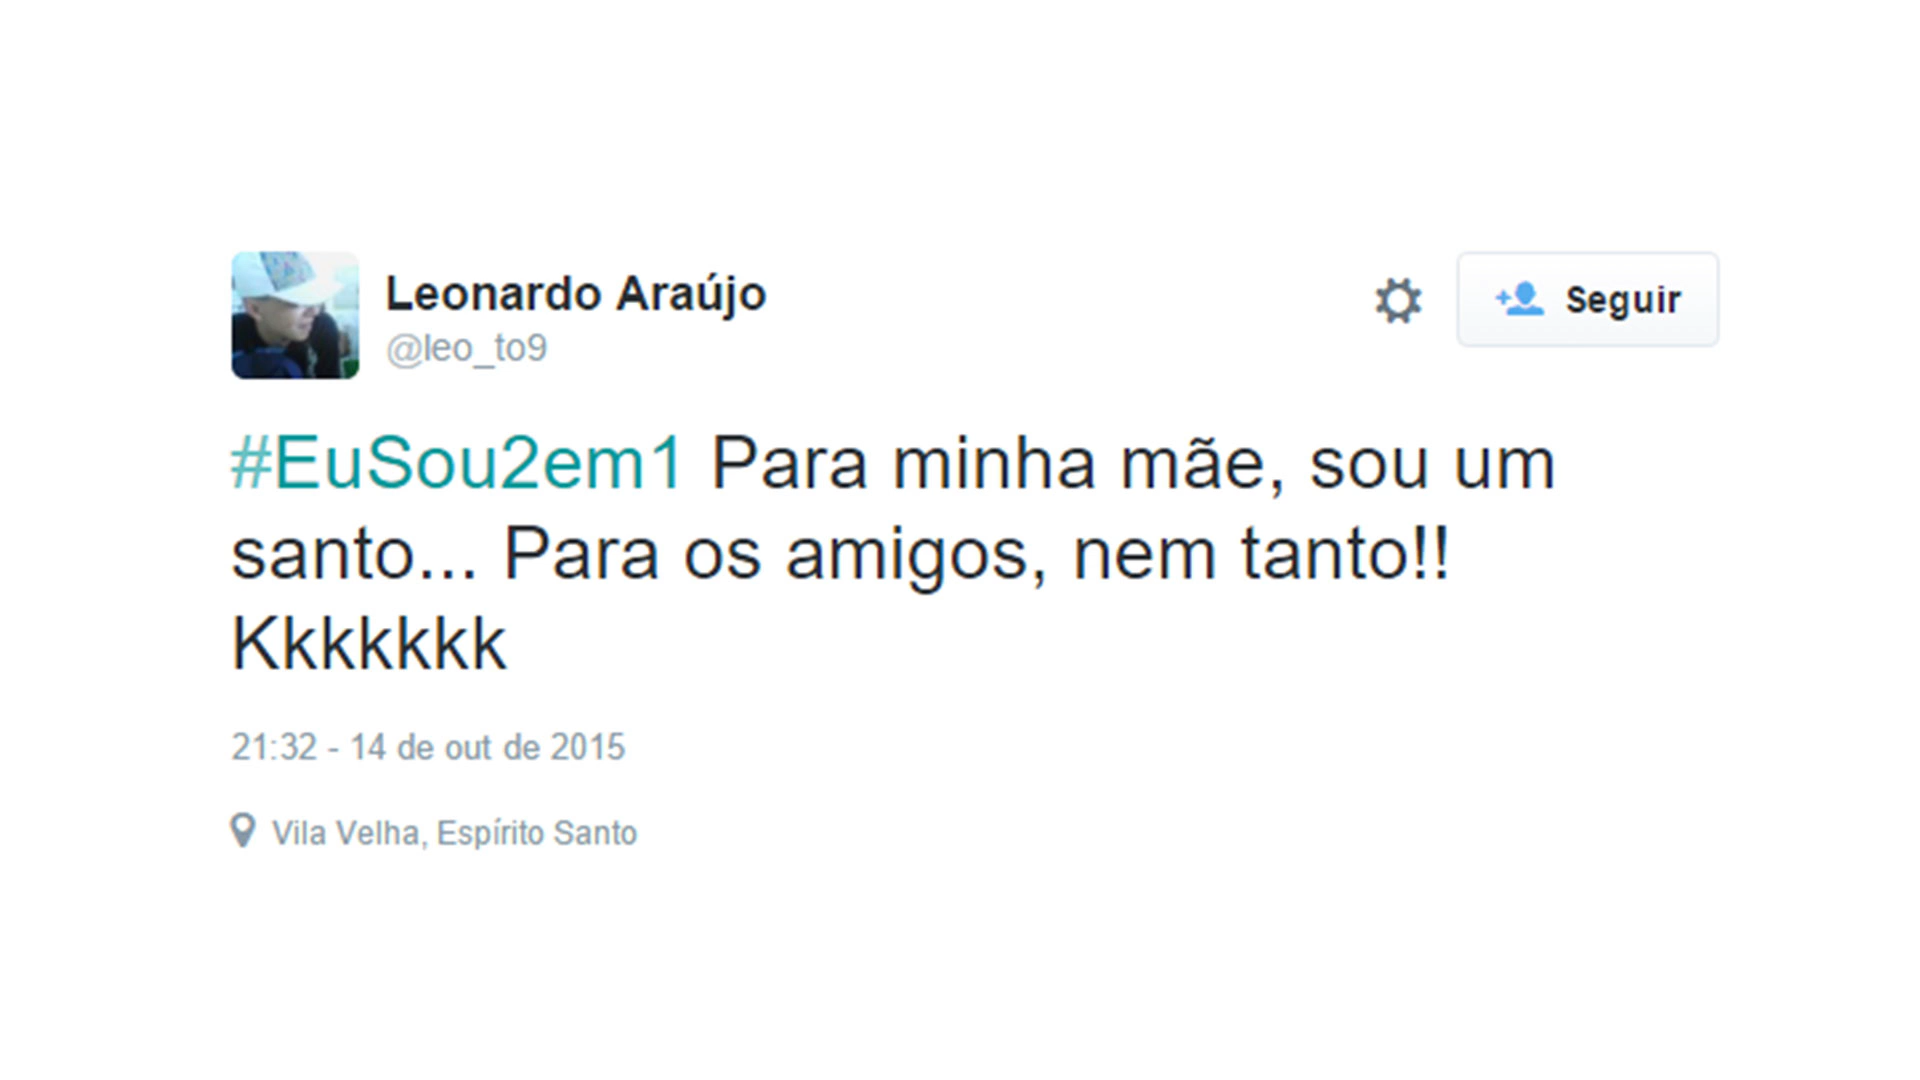 Leonardo Araújo
@leo_to9
Seguir
#EuSou2em1 Para minha mãe, sou um
santo... Para os amigos, nem tanto!!
Kkkkkkk
21:32 - 14 de out de 2015
Vila Velha, Espírito Santo